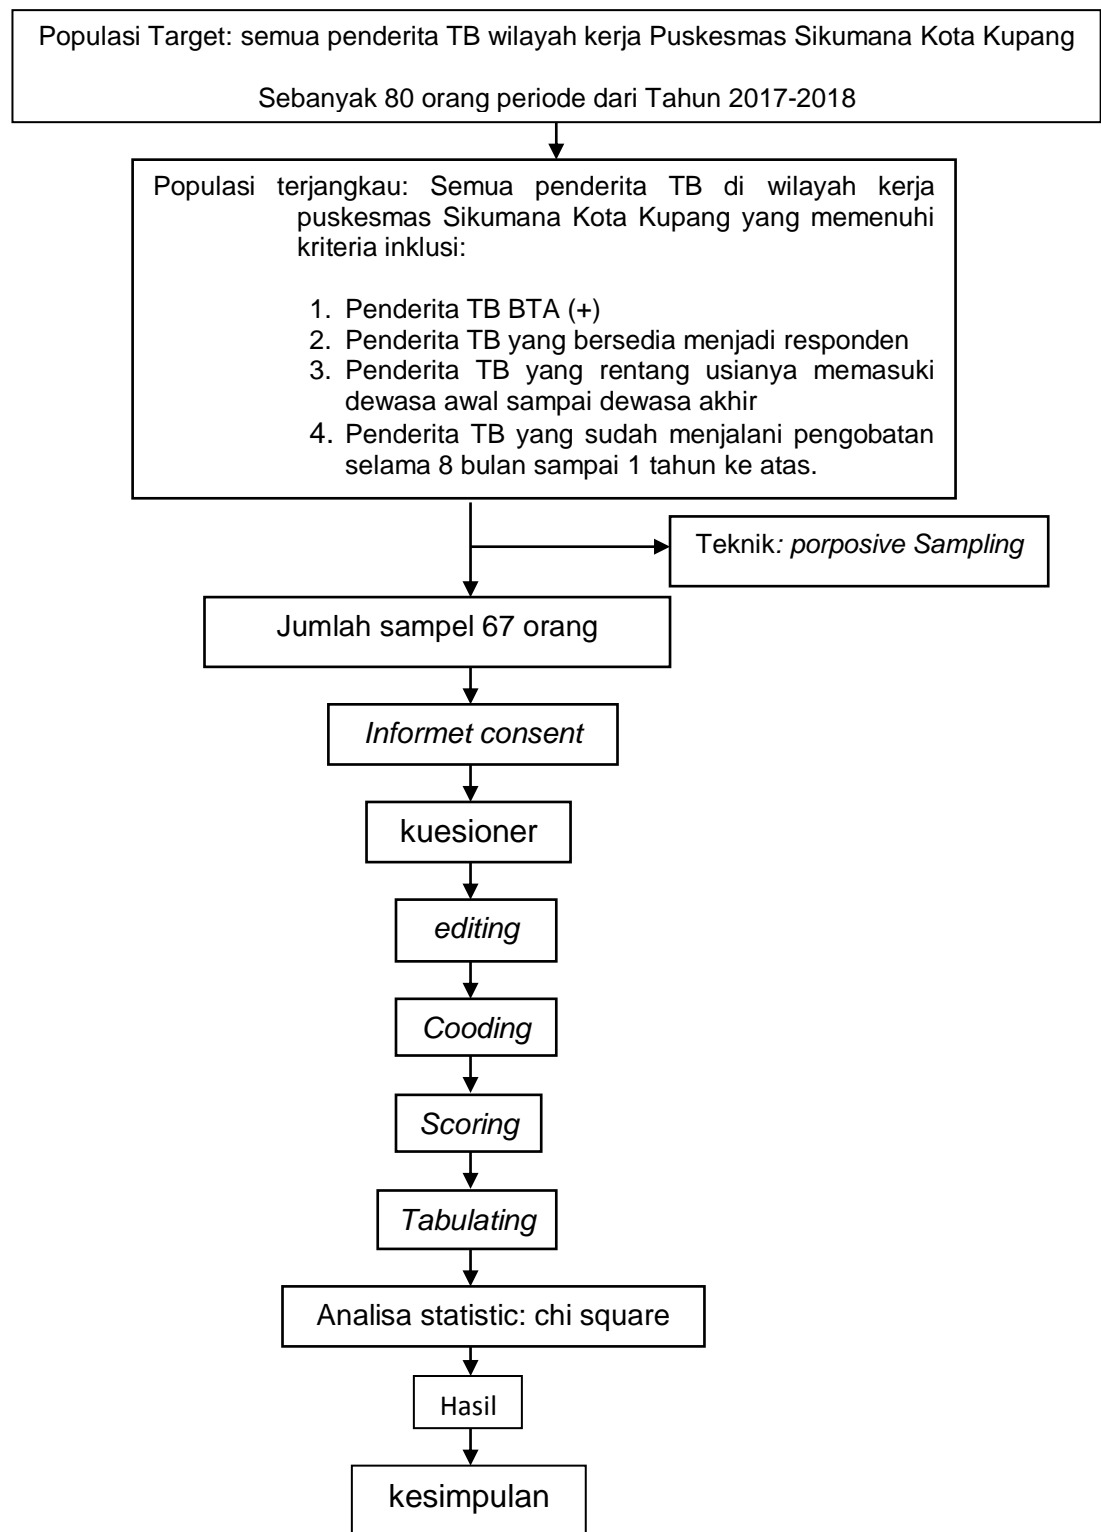 Populasi Target: semua penderita TB wilayah kerja Puskesmas Sikumana Kota Kupang
Sebanyak 80 orang periode dari Tahun 2017-2018
Populasi terjangkau: Semua penderita TB di wilayah kerja
puskesmas Sikumana Kota Kupang yang memenuhi
kriteria inklusi:
1. Penderita TB BTA (+)
2. Penderita TB yang bersedia menjadi responden
3. Penderita TB yang rentang usianya memasuki
dewasa awal sampai dewasa akhir
4. Penderita TB yang sudah menjalani pengobatan
selama 8 bulan sampai 1 tahun ke atas.
Teknik: porposive Sampling
Jumlah sampel 67 orang
Informet consent
kuesioner
editing
Cooding
Scoring
Tabulating
Analisa statistic: chi square
Hasil
kesimpulan